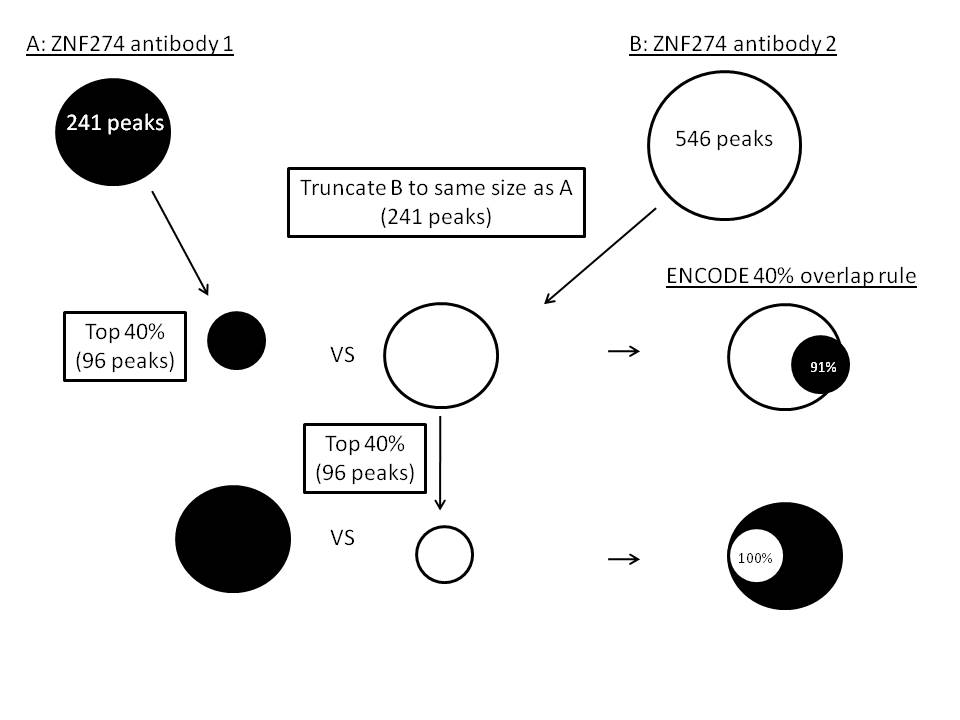 A: ZNF274 antibody 1
B: ZNF274 antibody 2
241 peaks
546 peaks
Truncate B to same size as A
(241 peaks)
ENCODE 40% overlap rule
Top 40%
(96 peaks)
VS
91%
Top 40%
(96 peaks)
VS
100%